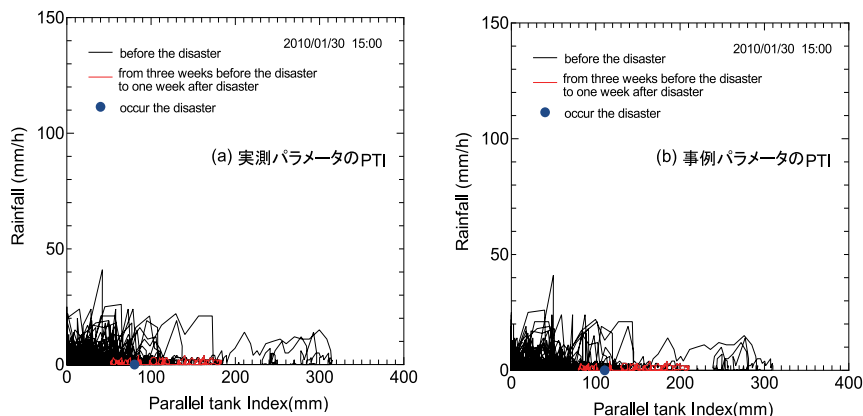 150
2010/01/30 15:00
before the disaster
from three weeks before the disaster
to one week after disaster
occur the disaster
100
(a) 実測パラメータのPTI
Rainfall (mm/h)
50
0
0 100 200 300 400
Parallel tank Index(mm)
150
2010/01/30 15:00
before the disaster
from three weeks before the disaster
to one week after disaster
occur the disaster
100
(b) 事例パラメータのPTI
Rainfall (mm/h)
50
0
0 100 200 300 400
Parallel tank Index(mm)